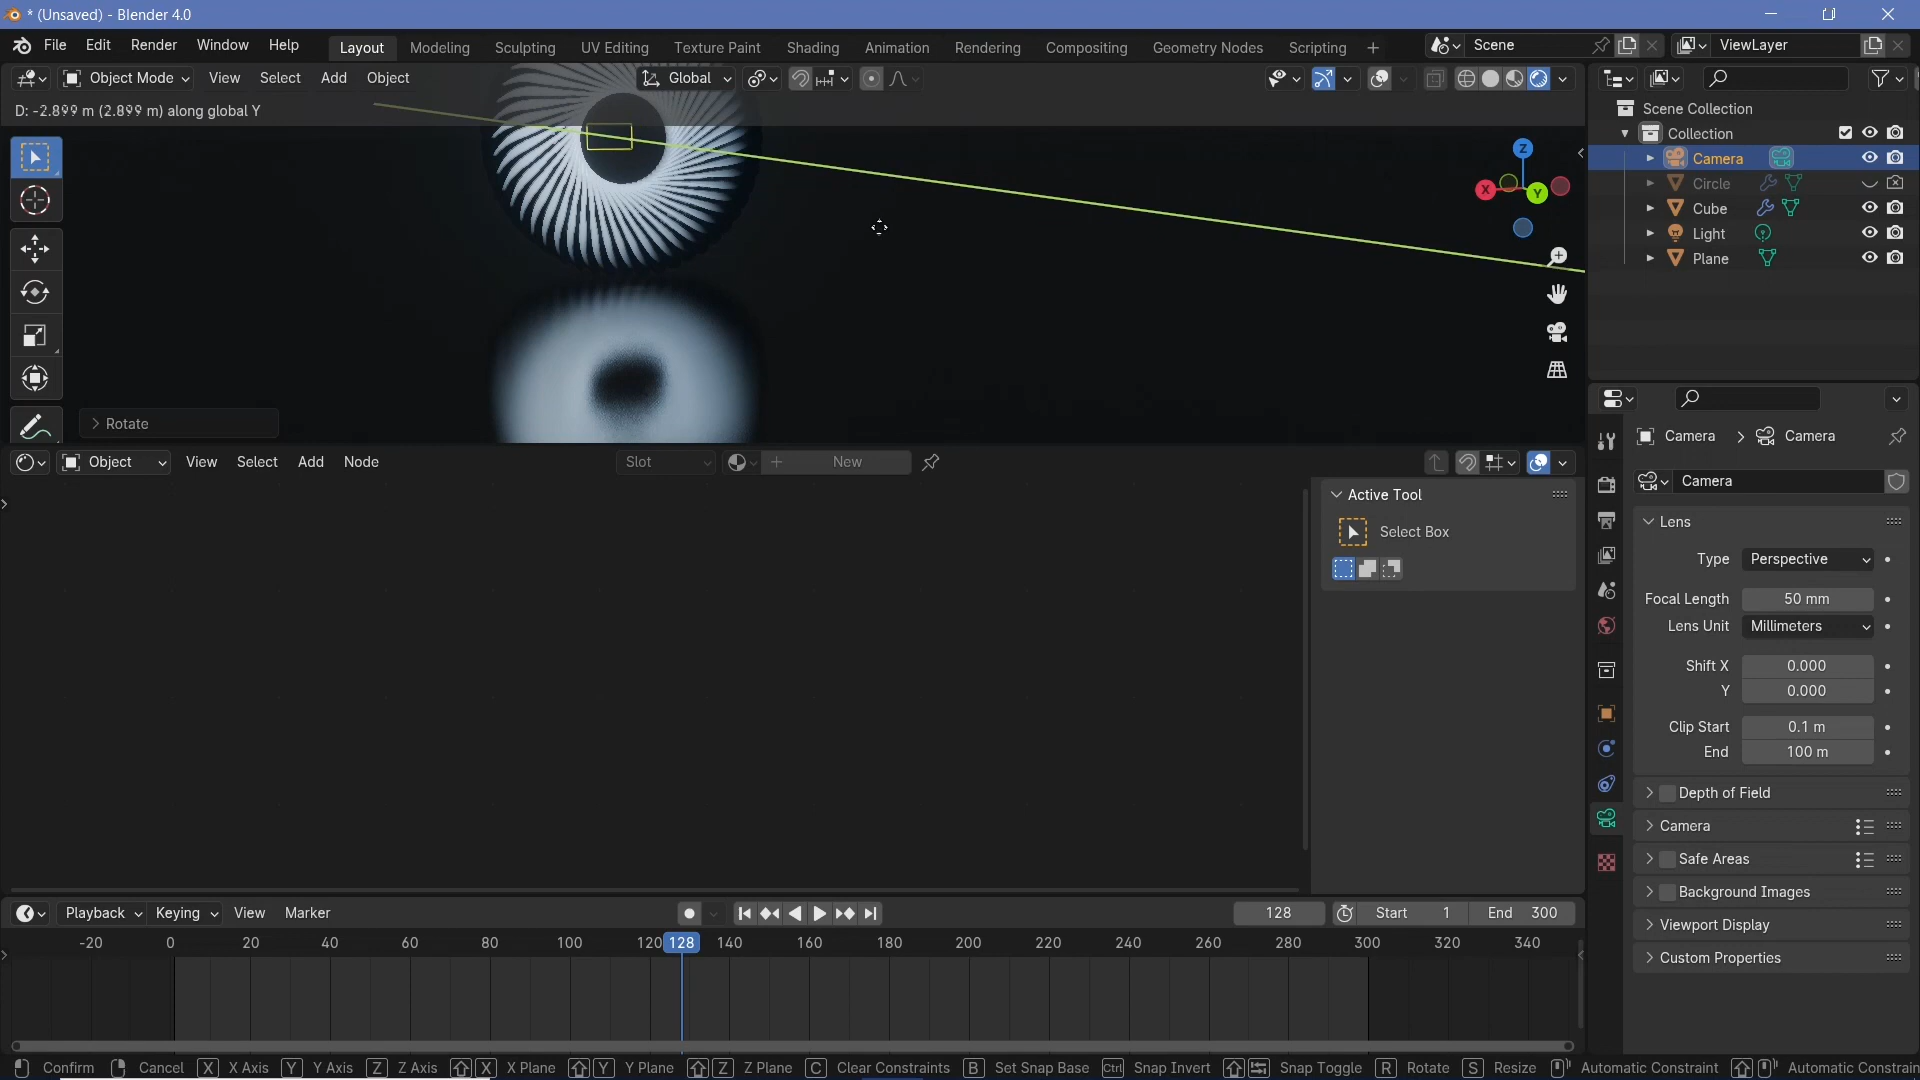 * (Unsaved) - Blender 4.0
File Edit Render Window Help Layout Modeling Sculpting UV Editing Texture Paint Shading Animation Rendering Compositing Geometry Nodes Scripting + Scene ViewLayer
Object Mode View Select Add Object Global
D: -2.899 m (2.899 m) along global Y
Scene Collection
Collection
Camera
Circle
Cube
Light
Plane
Z
X
Y
Rotate
Object View Select Add Node Slot New
Active Tool
Select Box
Camera Camera
Camera
Lens
Type Perspective
Focal Length 50 mm
Lens Unit Millimeters
Shift X 0.000
Y 0.000
Clip Start 0.1 m
End 100 m
Depth of Field
Camera
Safe Areas
Background Images
Viewport Display
Custom Properties
Playback Keying View Marker 128 Start 1 End 300
-20 0 20 40 60 80 100 120 128 140 160 180 200 220 240 260 280 300 320 340
Confirm Cancel X X Axis Y Y Axis Z Z Axis X X Plane Y Y Plane Z Z Plane C Clear Constraints B Set Snap Base Ctrl Snap Invert Snap Toggle R Rotate S Resize Automatic Constraint Automatic Constrain